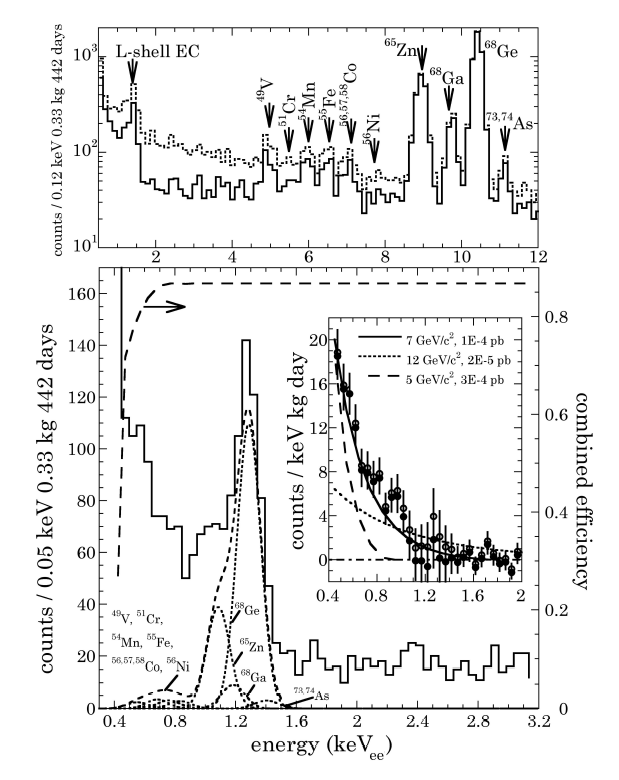 counts / 0.12 keV 0.33 kg 442 days
10³
10²
10¹
L-shell EC
⁴⁹V
⁵¹Cr
⁵⁴Mn
⁵⁵Fe
⁵⁶,⁵⁷,⁵⁸Co
⁵⁶Ni
⁶⁵Zn
⁶⁸Ga
⁶⁸Ge
⁷³,⁷⁴As
2 4 6 8 10 12
counts / 0.05 keV 0.33 kg 442 days
160
140
120
100
80
60
40
20
0
⁴⁹V, ⁵¹Cr,
⁵⁴Mn, ⁵⁵Fe,
⁵⁶,⁵⁷,⁵⁸Co, ⁵⁶Ni
⁶⁸Ge
⁶⁵Zn
⁶⁸Ga
⁷³,⁷⁴As
counts / keV kg day
20
16
12
8
4
0
7 GeV/c², 1E-4 pb
12 GeV/c², 2E-5 pb
5 GeV/c², 3E-4 pb
0.4 0.8 1.2 1.6 2
0.8
0.6
0.4
0.2
0
combined efficiency
0.4 0.8 1.2 1.6 2 2.4 2.8 3.2
energy (keVₑₑ)